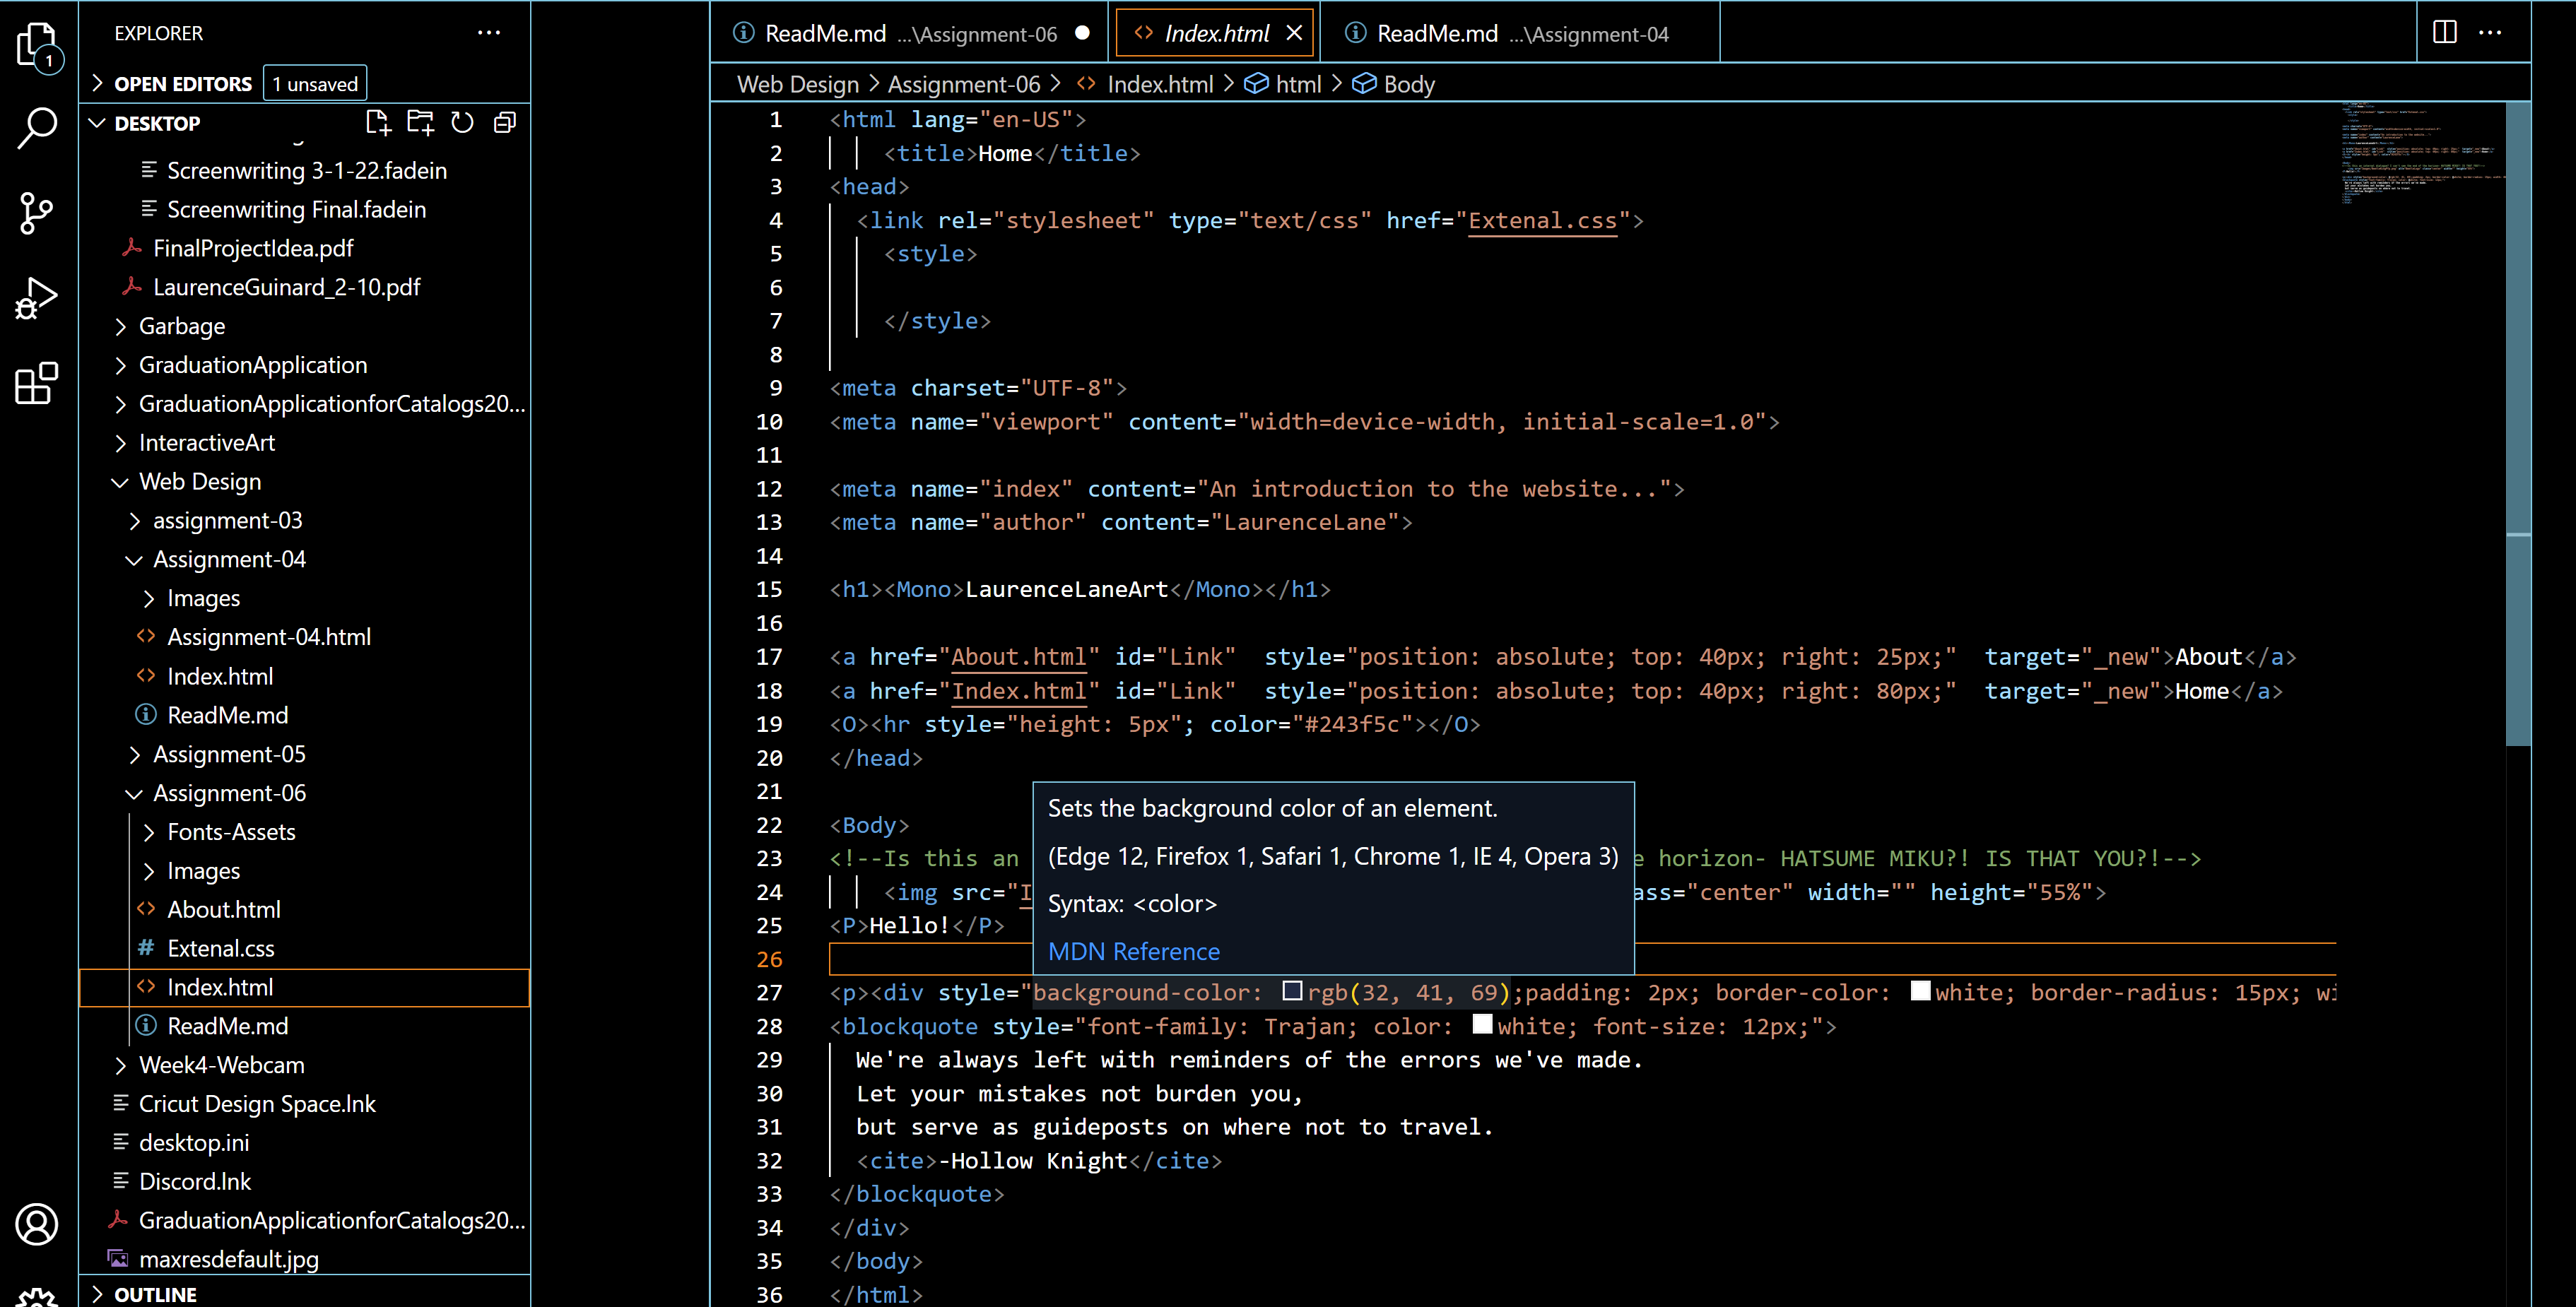 EXPLORER ...
OPEN EDITORS 1 unsaved
DESKTOP
Screenwriting 3-1-22.fadein
Screenwriting Final.fadein
FinalProjectIdea.pdf
LaurenceGuinard_2-10.pdf
Garbage
GraduationApplication
GraduationApplicationforCatalogs20...
InteractiveArt
Web Design
assignment-03
Assignment-04
Images
Assignment-04.html
Index.html
ReadMe.md
Assignment-05
Assignment-06
Fonts-Assets
Images
About.html
Extenal.css
Index.html
ReadMe.md
Week4-Webcam
Cricut Design Space.lnk
desktop.ini
Discord.lnk
GraduationApplicationforCatalogs20...
maxresdefault.jpg
OUTLINE
1
ReadMe.md ...\Assignment-06
Index.html
ReadMe.md ...\Assignment-04
Web Design > Assignment-06 > Index.html > html > Body
1 <html lang="en-US">
2 <title>Home</title>
3 <head>
4 <link rel="stylesheet" type="text/css" href="Extenal.css">
5 <style>
6
7 </style>
8
9 <meta charset="UTF-8">
10 <meta name="viewport" content="width=device-width, initial-scale=1.0">
11
12 <meta name="index" content="An introduction to the website...">
13 <meta name="author" content="LaurenceLane">
14
15 <h1><Mono>LaurenceLaneArt</Mono></h1>
16
17 <a href="About.html" id="Link"  style="position: absolute; top: 40px; right: 25px;"  target="_new">About</a>
18 <a href="Index.html" id="Link"  style="position: absolute; top: 40px; right: 80px;"  target="_new">Home</a>
19 <O><hr style="height: 5px"; color="#243f5c"></O>
20 </head>
21
22 <Body>
23 <!--Is this an e horizon- HATSUME MIKU?! IS THAT YOU?!-->
24 <img src="I ass="center" width="" height="55%">
25 <P>Hello!</P>
26
Sets the background color of an element.
(Edge 12, Firefox 1, Safari 1, Chrome 1, IE 4, Opera 3)
Syntax: <color>
MDN Reference
27 <p><div style="background-color: rgb(32, 41, 69);padding: 2px; border-color: white; border-radius: 15px; wi
28 <blockquote style="font-family: Trajan; color: white; font-size: 12px;">
29 We're always left with reminders of the errors we've made.
30 Let your mistakes not burden you,
31 but serve as guideposts on where not to travel.
32 <cite>-Hollow Knight</cite>
33 </blockquote>
34 </div>
35 </body>
36 </html>